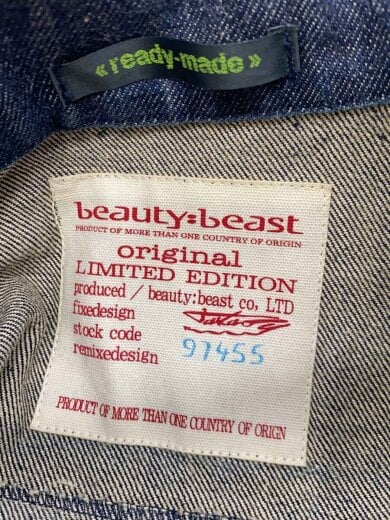 « ready-made »
beauty:beast
PRODUCT OF MORE THAN ONE COUNTRY OF ORIGIN
original
LIMITED EDITION
produced / beauty:beast co, LTD
fixedesign
stock code 97455
remixedesign
PRODUCT OF MORE THAN ONE COUNTRY OF ORIGN